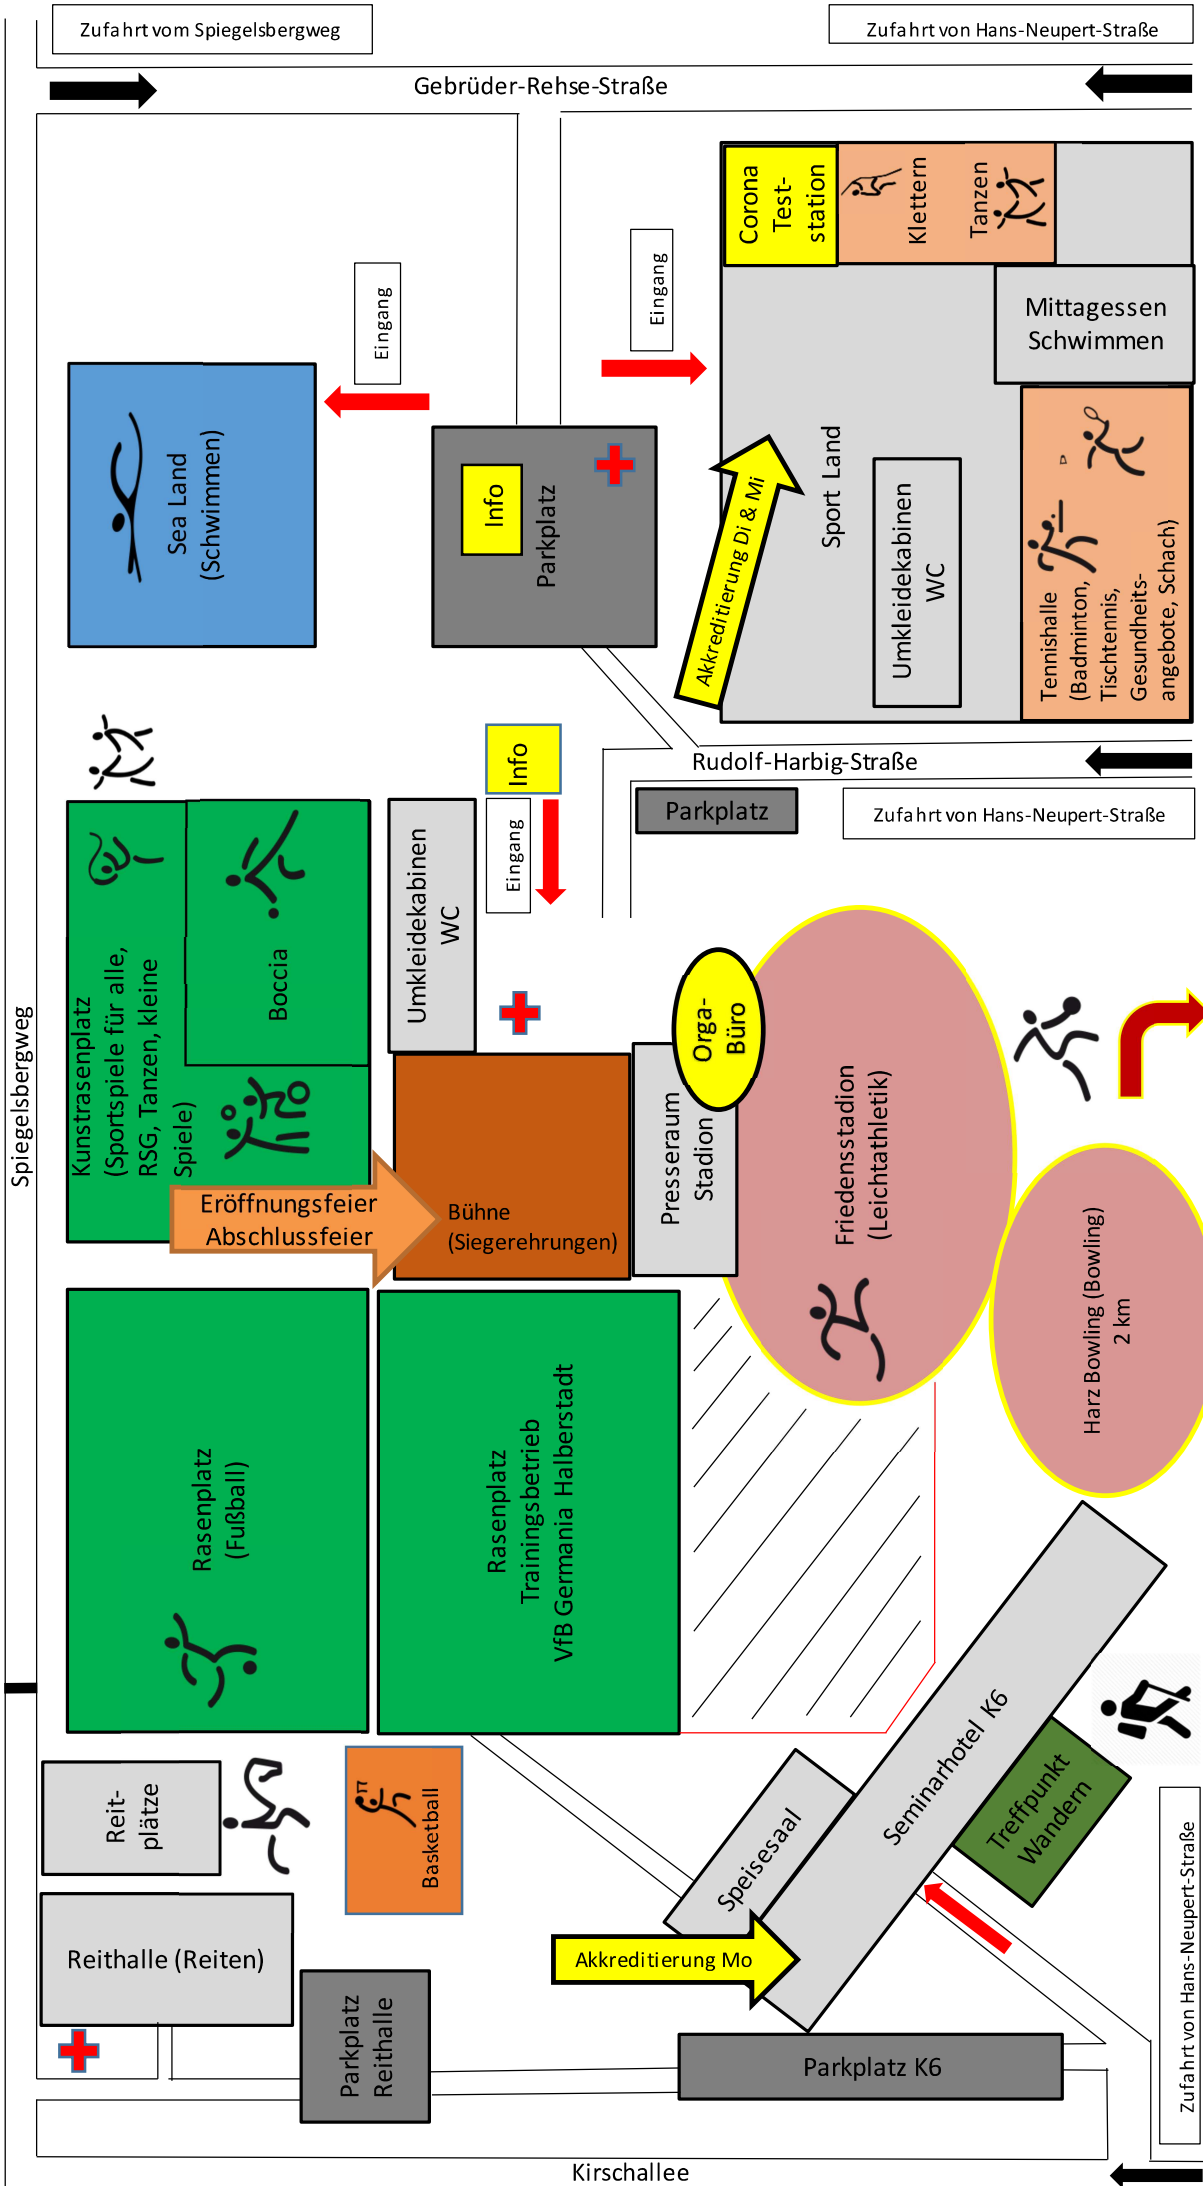 Zufahrt vom Spiegelsbergweg
Zufahrt von Hans-Neupert-Straße
Gebrüder-Rehse-Straße
Corona
Test-
station
Klettern
Tanzen
Eingang
Eingang
Mittagessen
Schwimmen
Sea Land
(Schwimmen)
Info
Parkplatz
Akkreditierung Di & Mi
Sport Land
Umkleidekabinen
WC
Tennishalle
(Badminton,
Tischtennis,
Gesundheits-
angebote, Schach)
Info
Rudolf-Harbig-Straße
Parkplatz
Zufahrt von Hans-Neupert-Straße
Eingang
Umkleidekabinen
WC
Kunstrasenplatz
(Sportspiele für alle,
RSG, Tanzen, kleine
Spiele)
Boccia
Spiegelsbergweg
Orga-
Büro
Presseraum
Stadion
Friedensstadion
(Leichtathletik)
Eröffnungsfeier
Abschlussfeier
Bühne
(Siegerehrungen)
Harz Bowling (Bowling)
2 km
Rasenplatz
(Fußball)
Rasenplatz
Trainingsbetrieb
VfB Germania Halberstadt
Seminarhotel K6
Treffpunkt
Wandern
Speisesaal
Reit-
plätze
Basketball
Reithalle (Reiten)
Akkreditierung Mo
Parkplatz
Reithalle
Parkplatz K6
Zufahrt von Hans-Neupert-Straße
Kirschallee